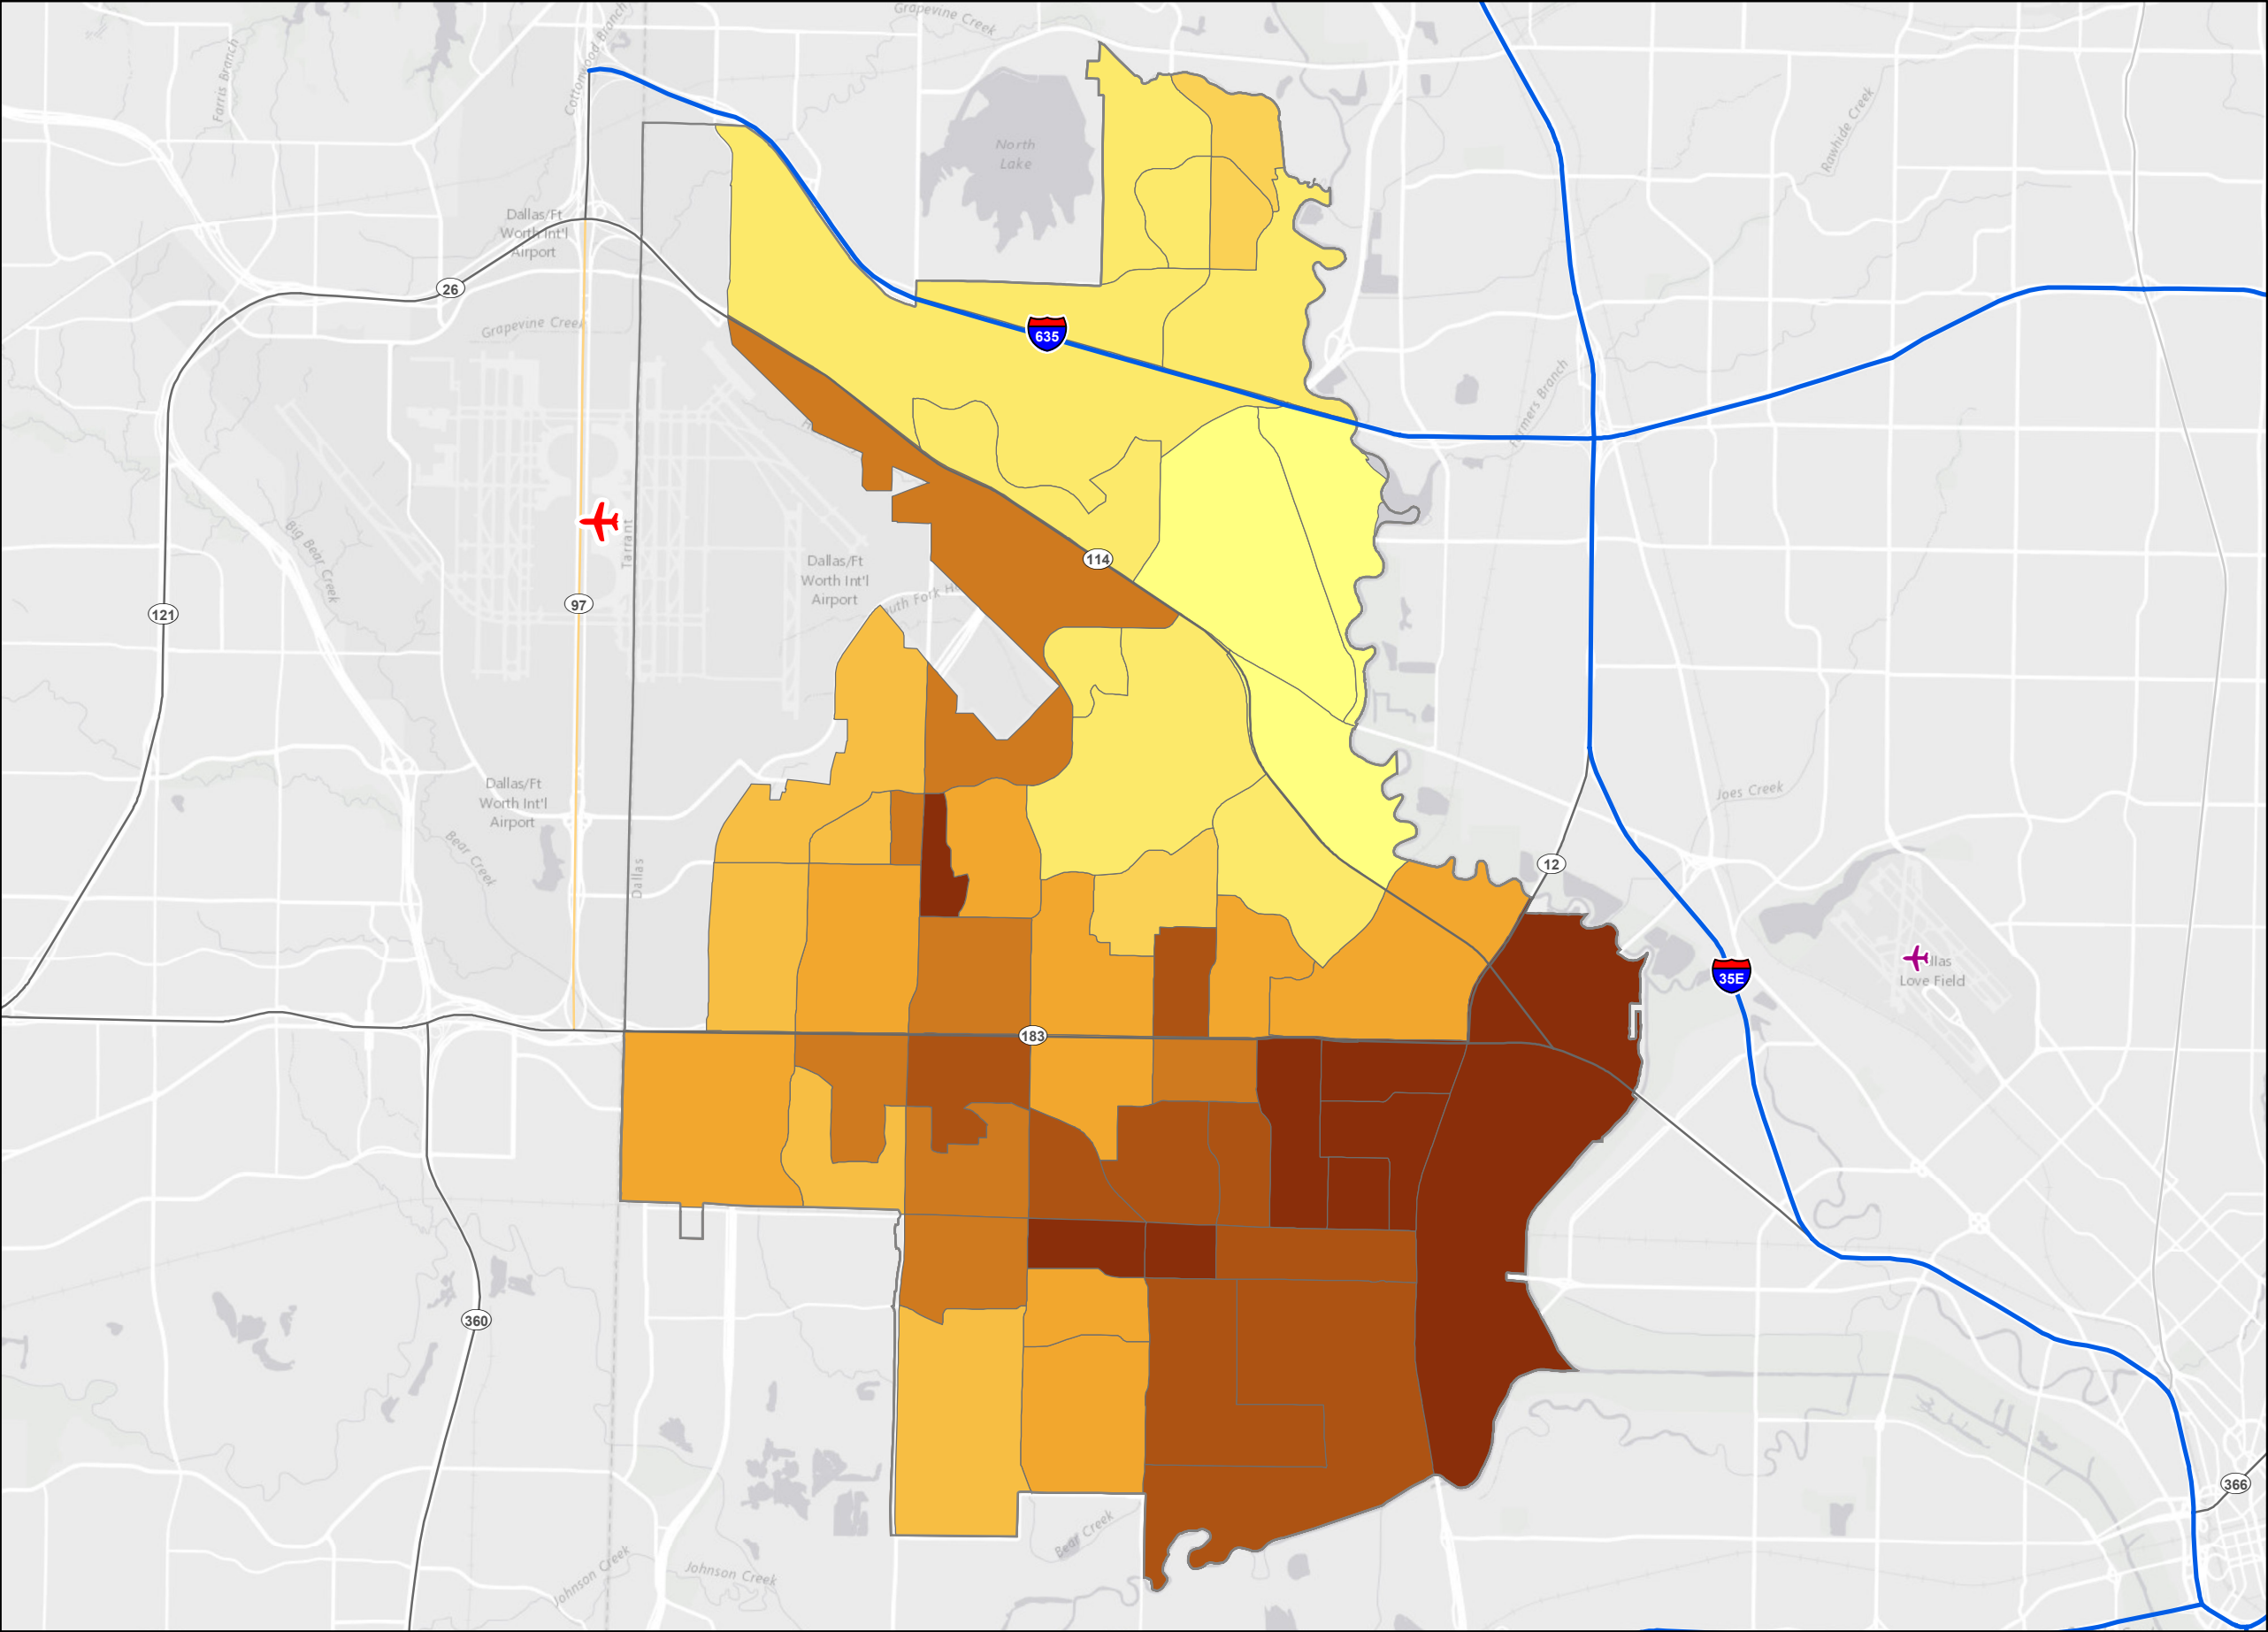 Grapevine Creek
Farris Branch
Cottonwood Branch
North
Lake
Rawhide Creek
Dallas/Ft
Worth Int'l
Airport
26
Grapevine Creek
635
Farmers Branch
114
Big Bear Creek
Tarrant
Dallas/Ft
Worth Int'l
Airport
97
121
Dallas/Ft
Worth Int'l
Airport
Joes Creek
Bear Creek
Dallas
12
35E
Love Field
183
360
366
Bear Creek
Johnson Creek
Johnson Creek